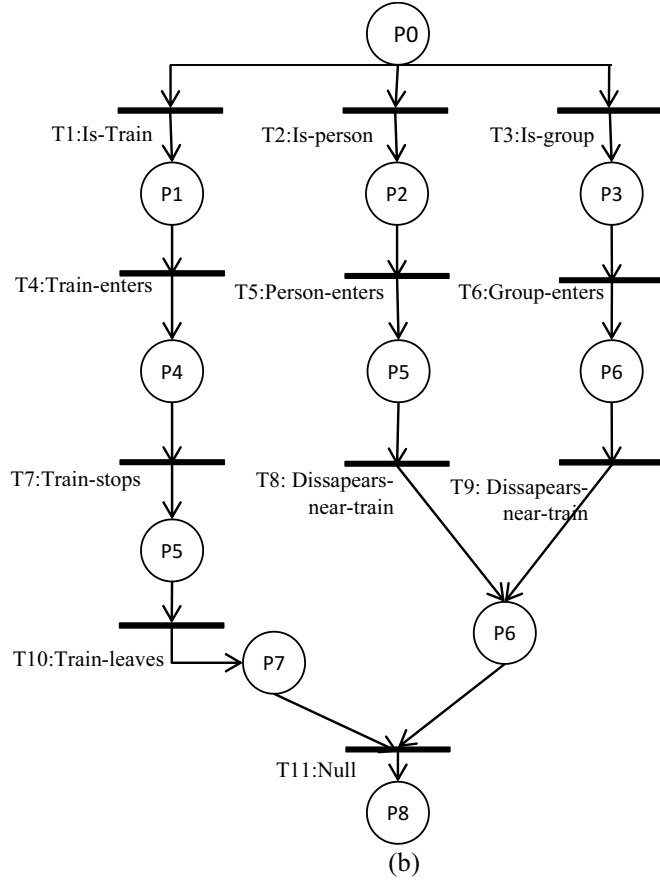 P0
T1:Is-Train
T2:Is-person
T3:Is-group
P1
P2
P3
T4:Train-enters
T5:Person-enters
T6:Group-enters
P4
P5
P6
T7:Train-stops
T8: Dissapears-
near-train
T9: Dissapears-
near-train
P5
P6
T10:Train-leaves
P7
T11:Null
P8
(b)